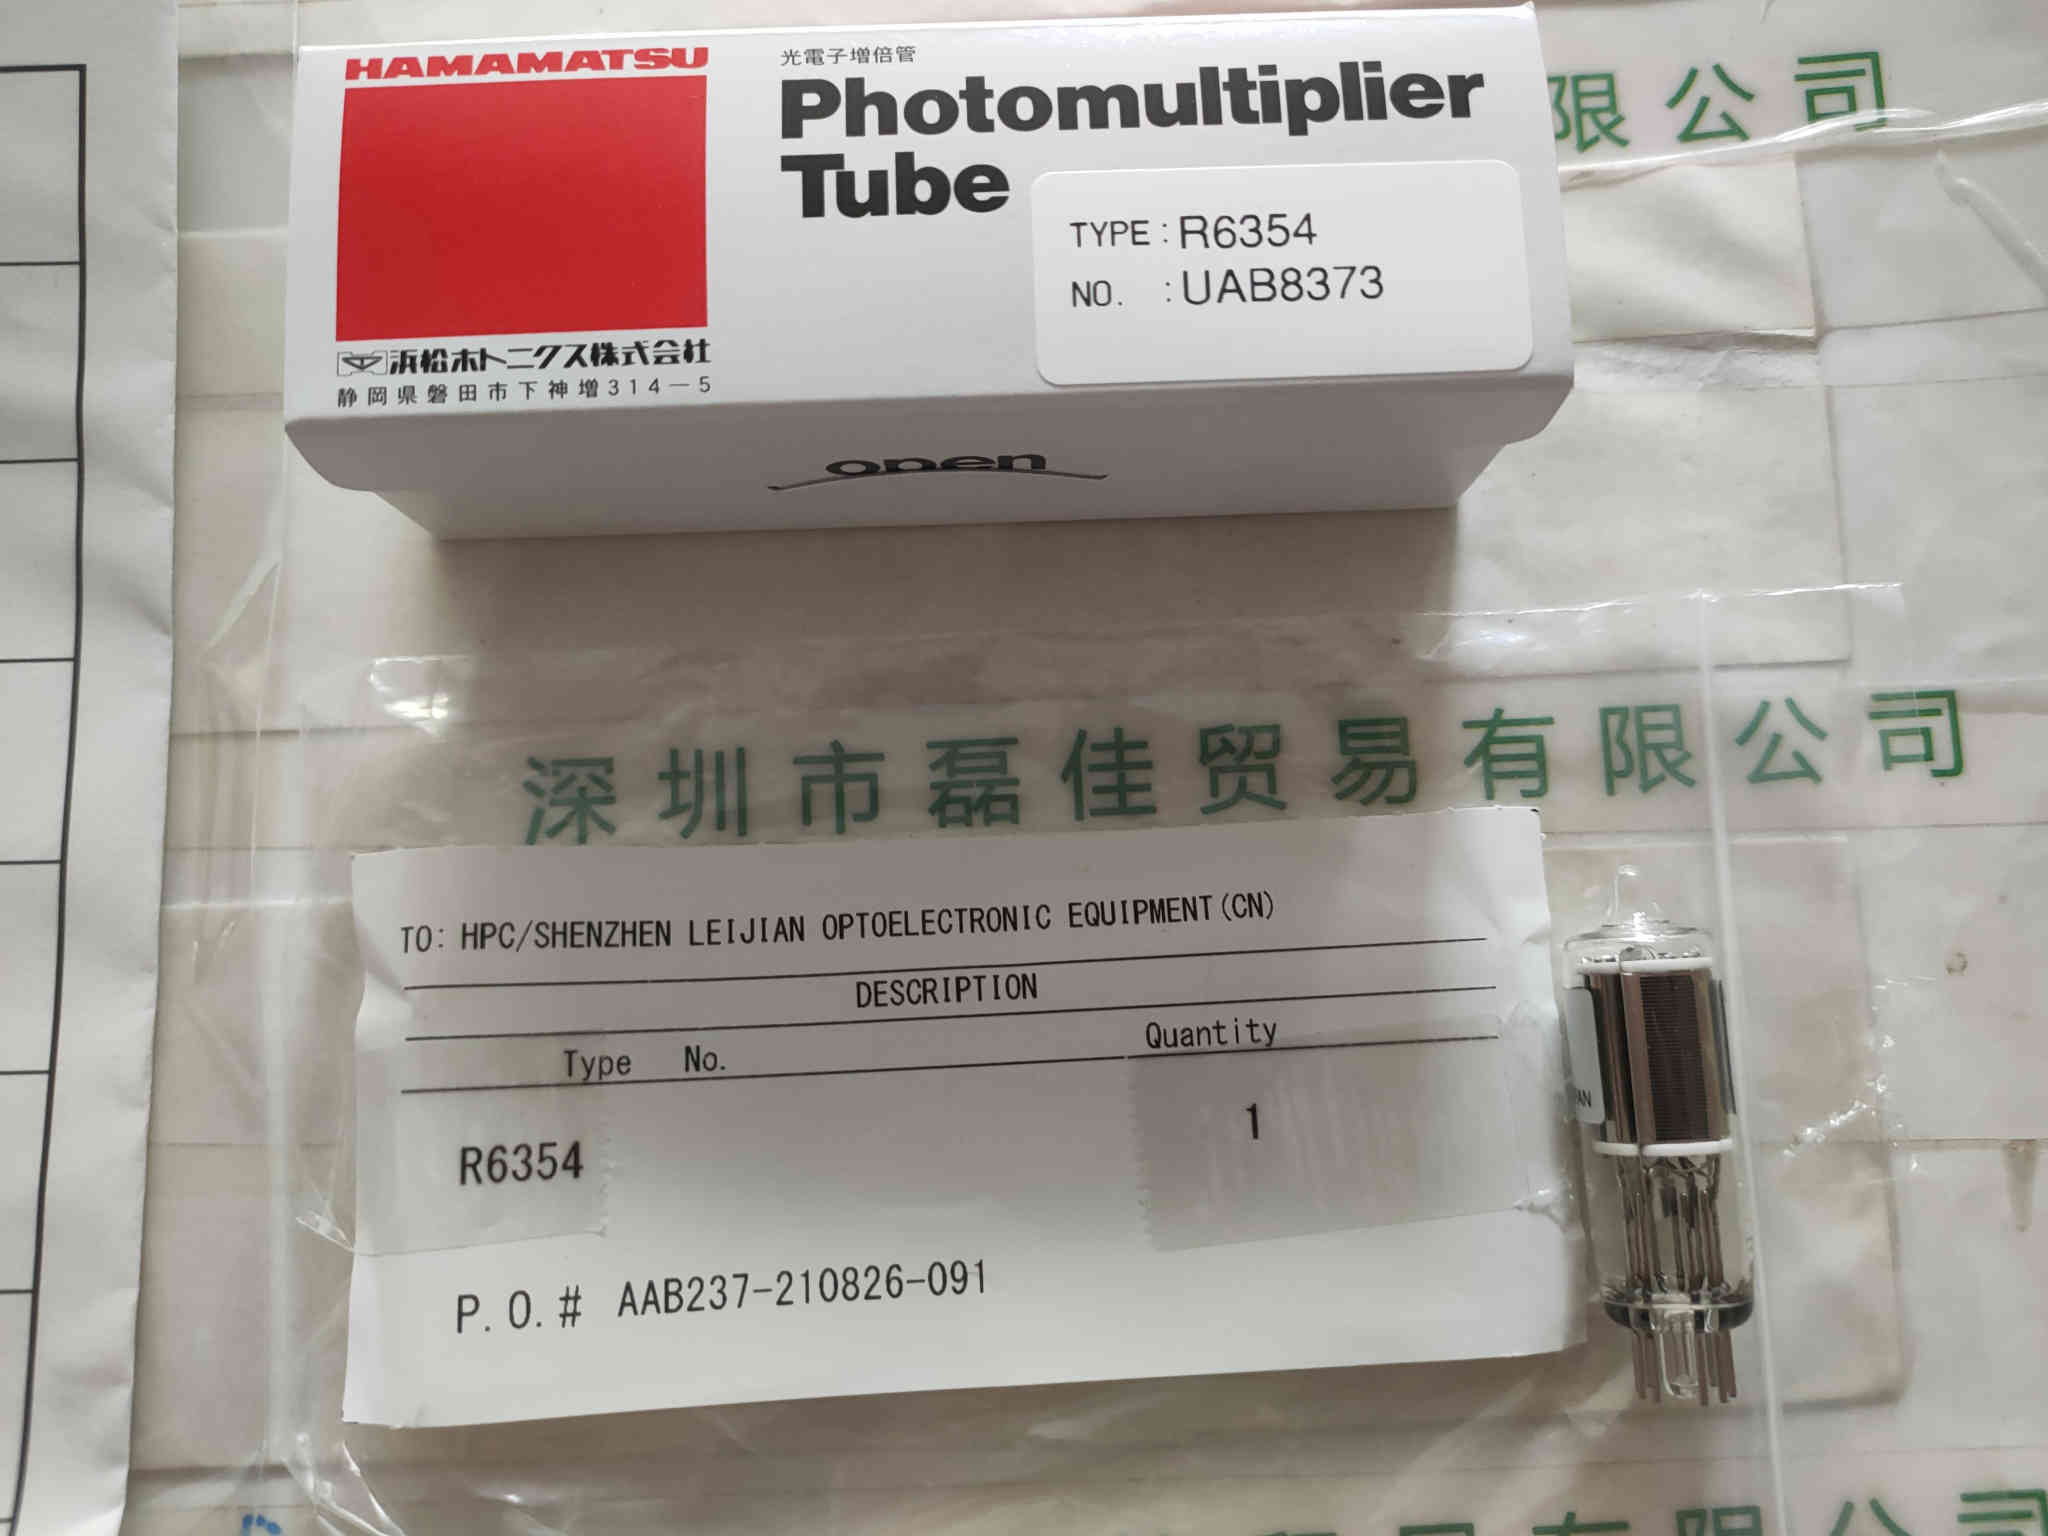 HAMAMATSU
光電子増倍管
Photomultiplier
Tube
TYPE : R6354
NO. : UAB8373
浜松ホトニクス株式会社
静岡県磐田市下神増314-5
open
限公司
深圳市磊佳贸易有限公司
TO: HPC/SHENZHEN LEIJIAN OPTOELECTRONIC EQUIPMENT(CN)
DESCRIPTION
Type No. Quantity
R6354 1
P.O.# AAB237-210826-091